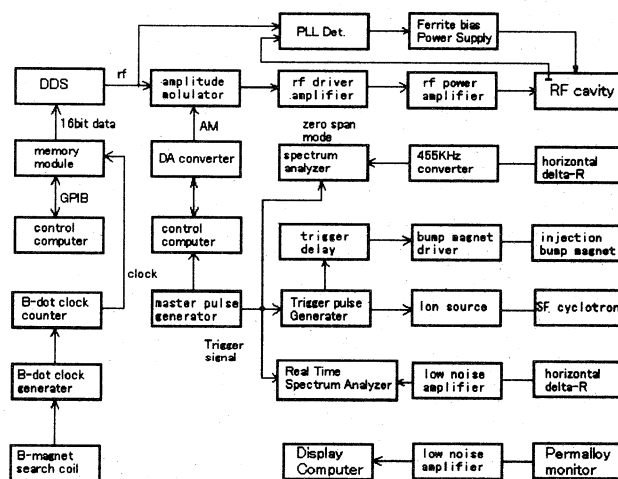 PLL Det.
Ferrite bias
Power Supply
rf
DDS
amplitude
molulator
rf driver
amplifier
rf power
amplifier
RF cavity
16bit data
AM
zero span
mode
memory
module
DA converter
spectrum
analyzer
455KHz
converter
horizontal
delta-R
GPIB
control
computer
control
computer
trigger
delay
bump magnet
driver
injection
bump magnet
clock
B-dot clock
counter
master pulse
generator
Trigger pulse
Generater
Ion source
SF cyclotron
Trigger
signal
B-dot clock
generater
Real Time
Spectrum Analyzer
low noise
amplifier
horizontal
delta-R
B-magnet
search coil
Display
Computer
low noise
amplifier
Permalloy
monitor